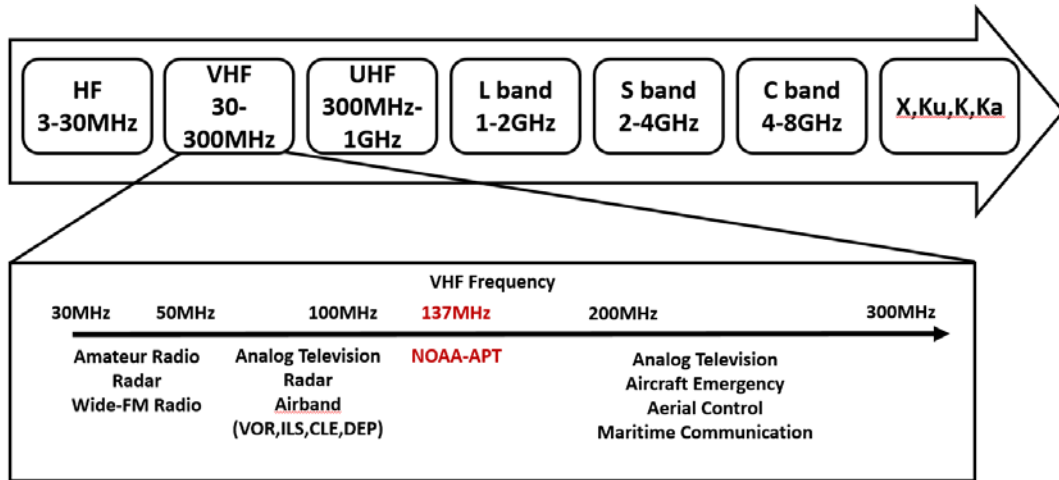 HF
3-30MHz
VHF
30-
300MHz
UHF
300MHz-
1GHz
L band
1-2GHz
S band
2-4GHz
C band
4-8GHz
X,Ku,K,Ka
VHF Frequency
30MHz
50MHz
100MHz
137MHz
200MHz
300MHz
Amateur Radio
Radar
Wide-FM Radio
Analog Television
Radar
Airband
(VOR,ILS,CLE,DEP)
NOAA-APT
Analog Television
Aircraft Emergency
Aerial Control
Maritime Communication